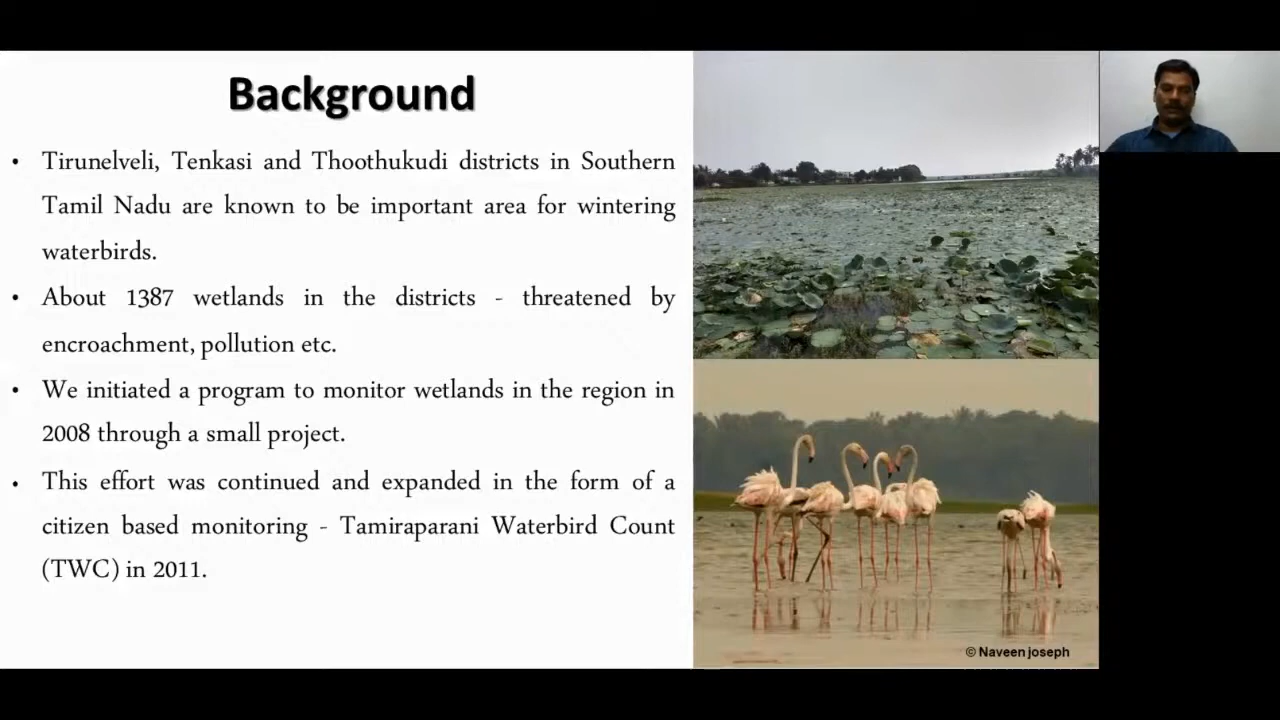 Background
• Tirunelveli, Tenkasi and Thoothukudi districts in Southern
Tamil Nadu are known to be important area for wintering
waterbirds.
• About 1387 wetlands in the districts - threatened by
encroachment, pollution etc.
• We initiated a program to monitor wetlands in the region in
2008 through a small project.
• This effort was continued and expanded in the form of a
citizen based monitoring - Tamiraparani Waterbird Count
(TWC) in 2011.
© Naveen joseph